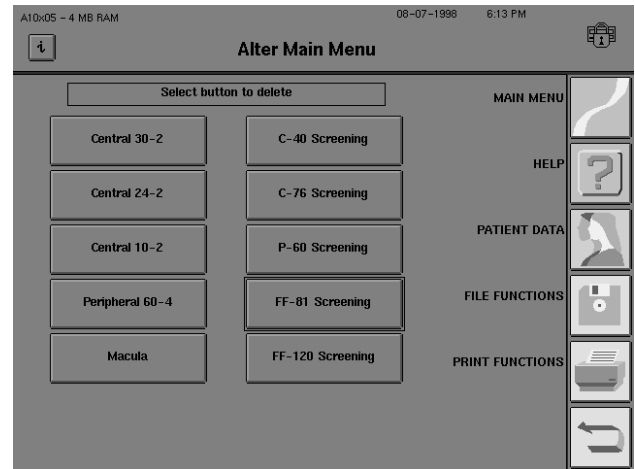 A10x05 - 4 MB RAM
08-07-1998 6:13 PM
i
Alter Main Menu
Select button to delete
MAIN MENU
Central 30-2
C-40 Screening
HELP
?
Central 24-2
C-76 Screening
PATIENT DATA
Central 10-2
P-60 Screening
FILE FUNCTIONS
Peripheral 60-4
FF-81 Screening
Macula
FF-120 Screening
PRINT FUNCTIONS